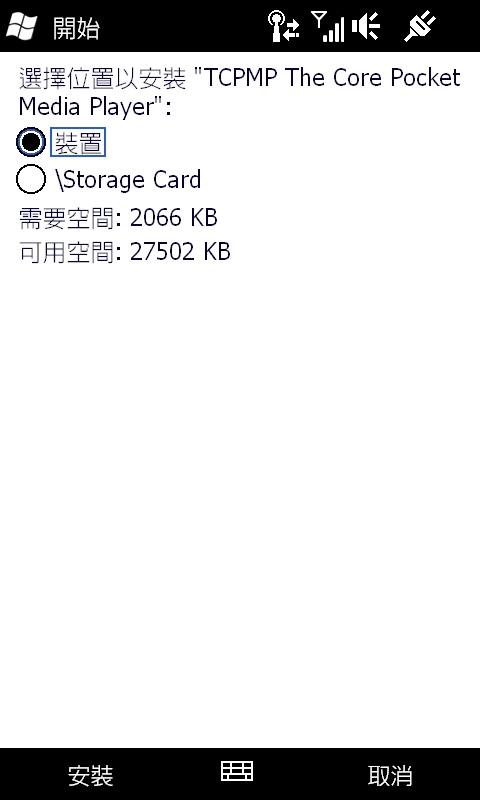 開始
選擇位置以安裝 "TCPMP The Core Pocket
Media Player":
裝置
\Storage Card
需要空間: 2066 KB
可用空間: 27502 KB
安裝
取消